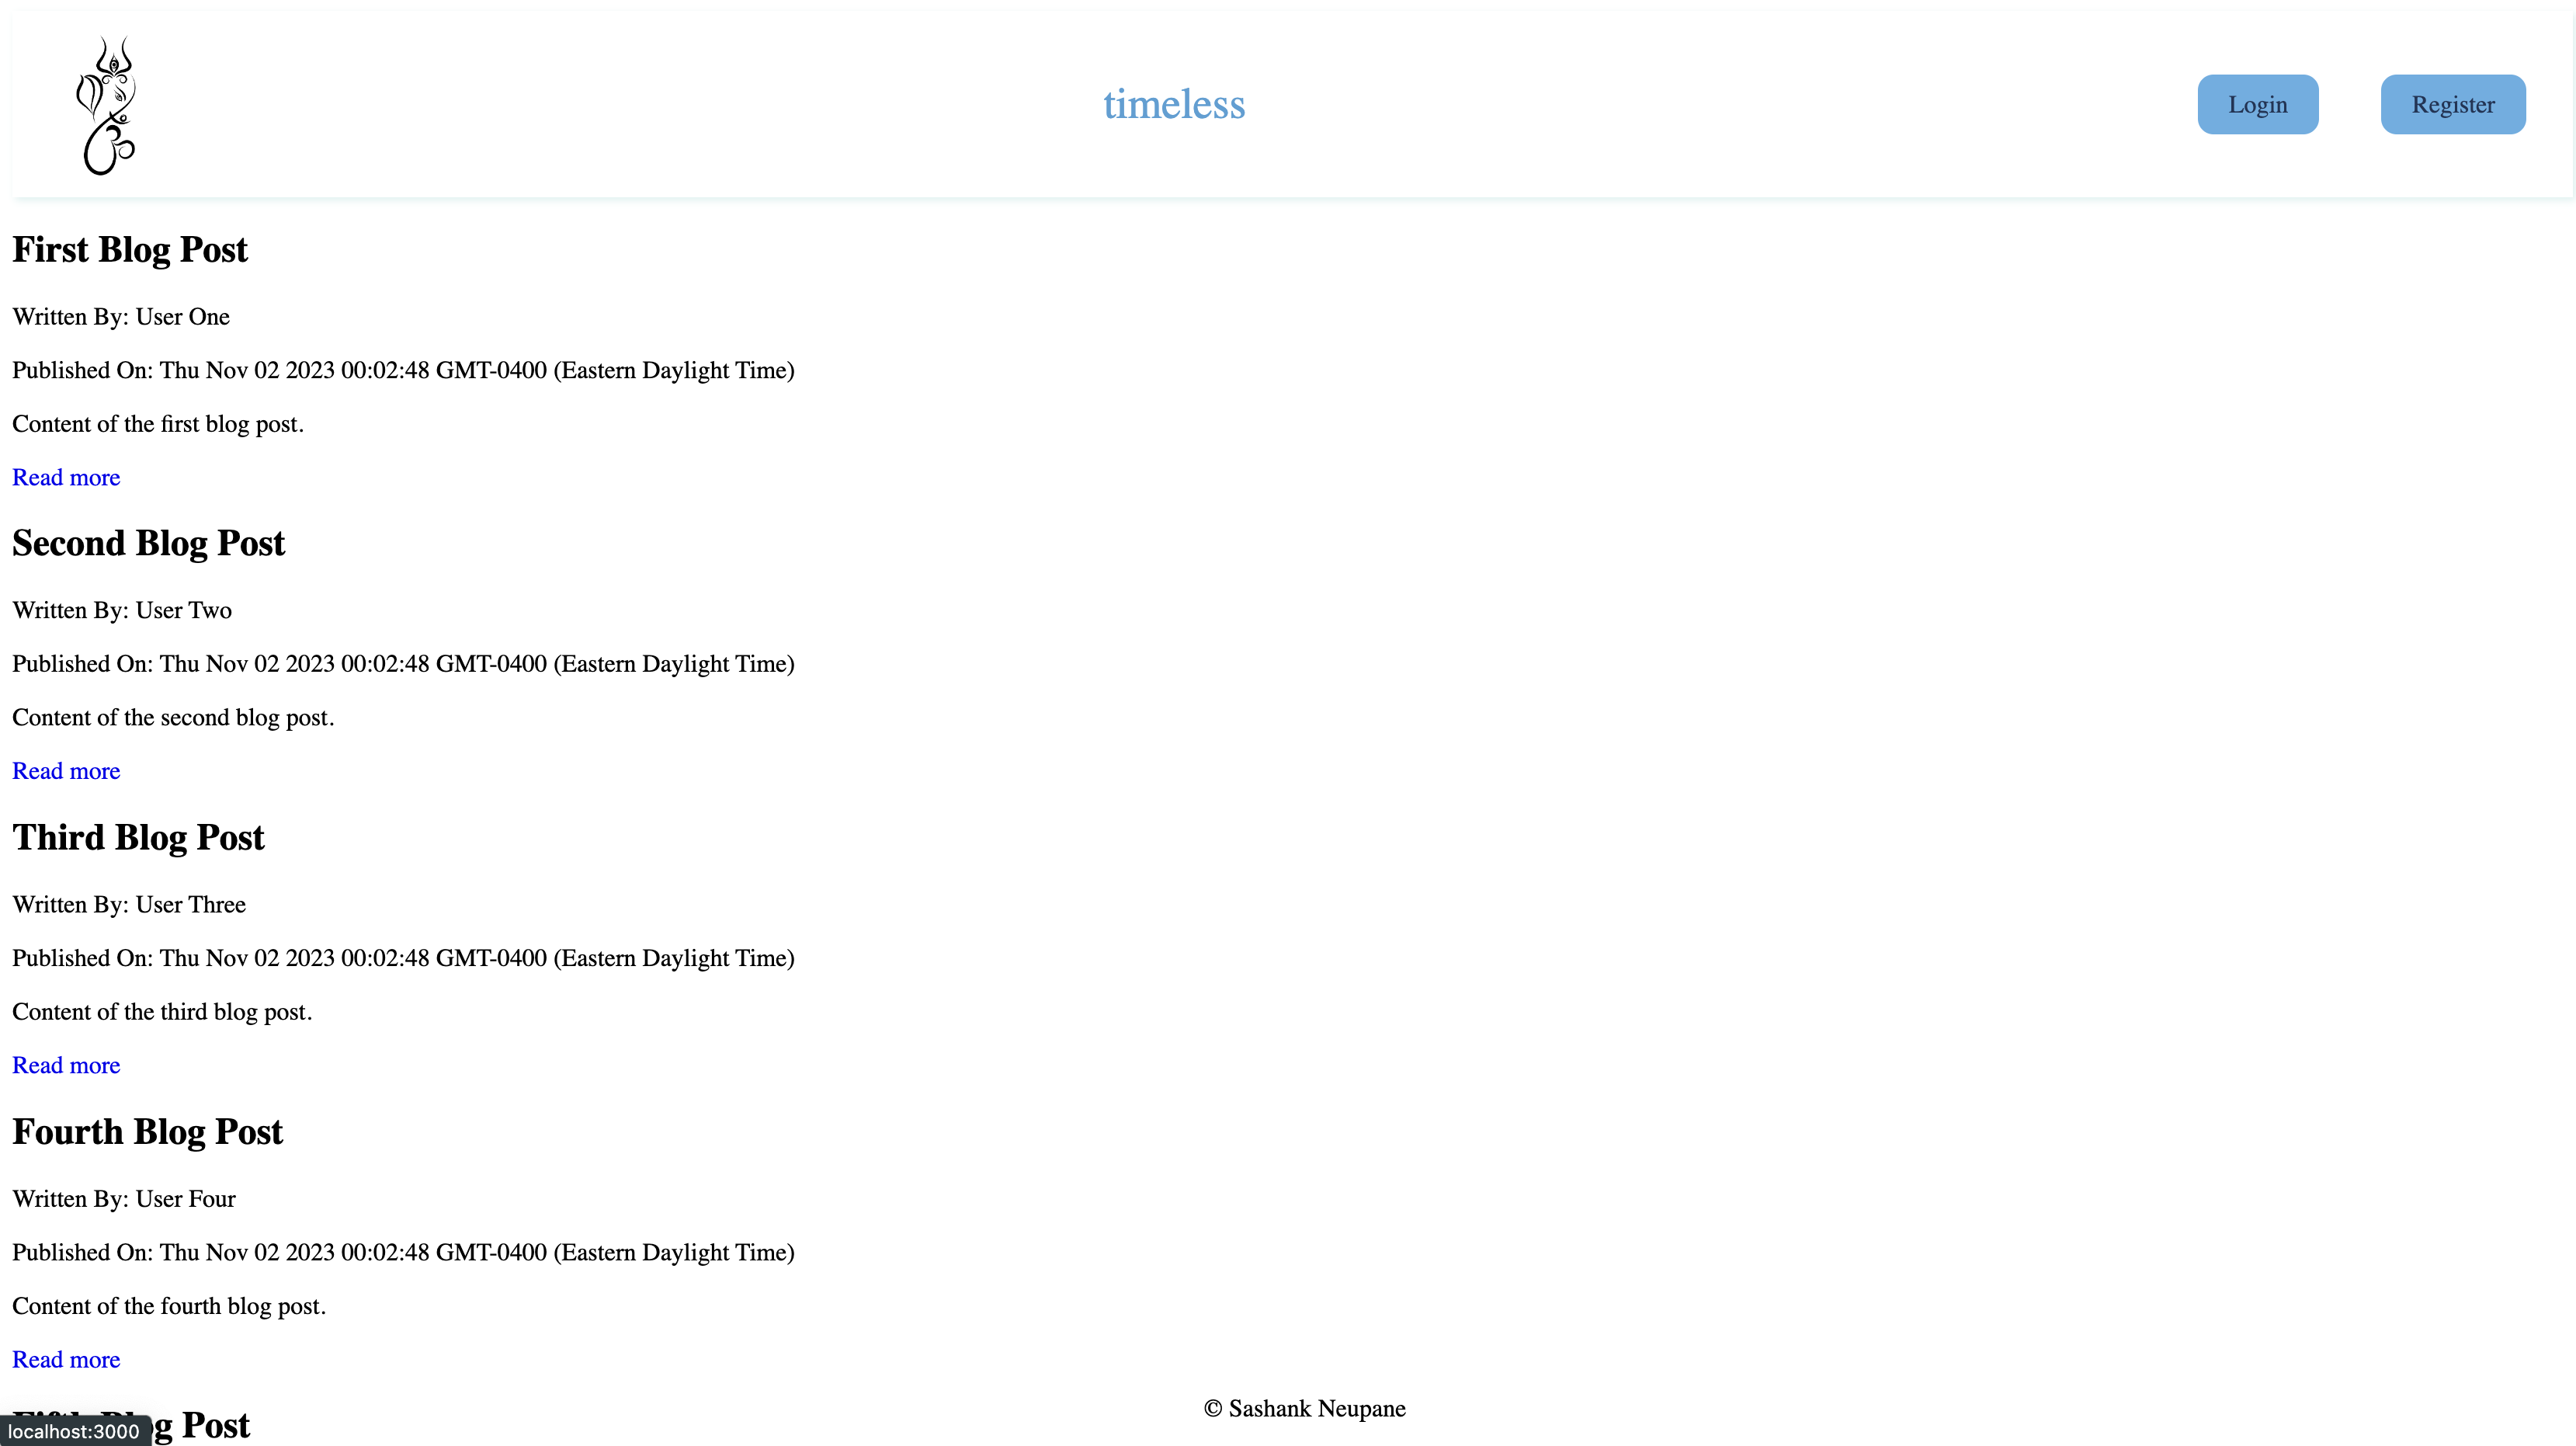 timeless
Login
Register
First Blog Post
Written By: User One
Published On: Thu Nov 02 2023 00:02:48 GMT-0400 (Eastern Daylight Time)
Content of the first blog post.
Read more
Second Blog Post
Written By: User Two
Published On: Thu Nov 02 2023 00:02:48 GMT-0400 (Eastern Daylight Time)
Content of the second blog post.
Read more
Third Blog Post
Written By: User Three
Published On: Thu Nov 02 2023 00:02:48 GMT-0400 (Eastern Daylight Time)
Content of the third blog post.
Read more
Fourth Blog Post
Written By: User Four
Published On: Thu Nov 02 2023 00:02:48 GMT-0400 (Eastern Daylight Time)
Content of the fourth blog post.
Read more
© Sashank Neupane
Fifth Blog Post
localhost:3000